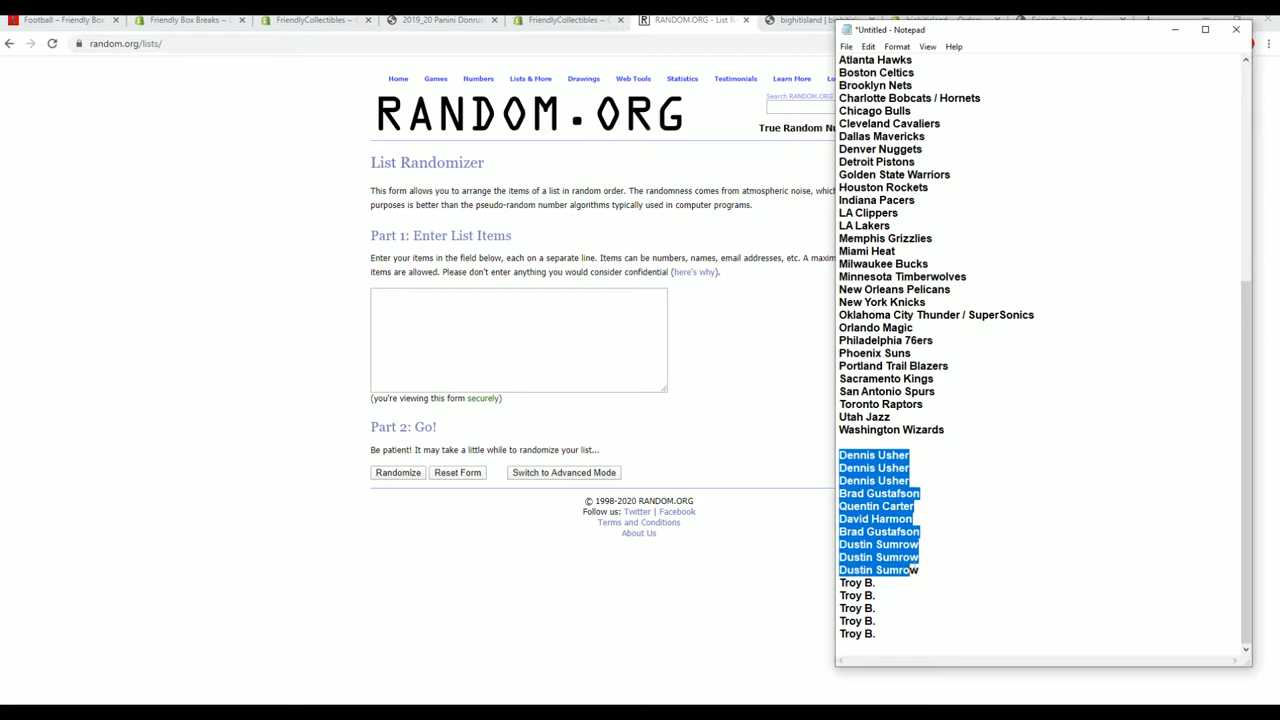 Football – Friendly Box
Friendly Box Breaks – C
FriendlyCollectibles – O
2019_20 Panini Donrus
FriendlyCollectibles – O
RANDOM.ORG - List R
bighitisland | bighitis
random.org/lists/
*Untitled - Notepad
File Edit Format View Help
Home Games Numbers Lists & More Drawings Web Tools Statistics Testimonials Learn More Lo
Search RANDOM.ORG
RANDOM.ORG
True Random Nu
List Randomizer
This form allows you to arrange the items of a list in random order. The randomness comes from atmospheric noise, whic
purposes is better than the pseudo-random number algorithms typically used in computer programs.
Part 1: Enter List Items
Enter your items in the field below, each on a separate line. Items can be numbers, names, email addresses, etc. A maxim
items are allowed. Please don't enter anything you would consider confidential (here's why).
(you're viewing this form securely)
Part 2: Go!
Be patient! It may take a little while to randomize your list...
Randomize Reset Form Switch to Advanced Mode
© 1998-2020 RANDOM.ORG
Follow us: Twitter | Facebook
Terms and Conditions
About Us
Atlanta Hawks
Boston Celtics
Brooklyn Nets
Charlotte Bobcats / Hornets
Chicago Bulls
Cleveland Cavaliers
Dallas Mavericks
Denver Nuggets
Detroit Pistons
Golden State Warriors
Houston Rockets
Indiana Pacers
LA Clippers
LA Lakers
Memphis Grizzlies
Miami Heat
Milwaukee Bucks
Minnesota Timberwolves
New Orleans Pelicans
New York Knicks
Oklahoma City Thunder / SuperSonics
Orlando Magic
Philadelphia 76ers
Phoenix Suns
Portland Trail Blazers
Sacramento Kings
San Antonio Spurs
Toronto Raptors
Utah Jazz
Washington Wizards
Dennis Usher
Dennis Usher
Dennis Usher
Brad Gustafson
Quentin Carter
David Harmon
Brad Gustafson
Dustin Sumrow
Dustin Sumrow
Dustin Sumrow
Troy B.
Troy B.
Troy B.
Troy B.
Troy B.